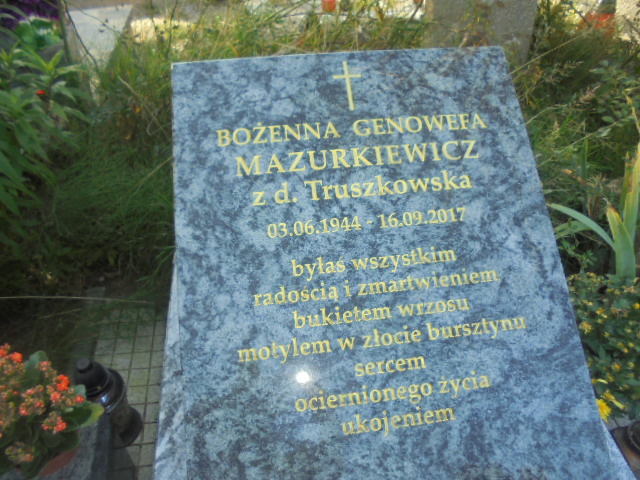 BOŻENNA GENOWEFA
MAZURKIEWICZ
z d. Truszkowska
03.06.1944 - 16.09.2017
byłaś wszystkim
radością i zmartwieniem
bukietem wrzosu
motylem w złocie bursztynu
sercem
ociernionego życia
ukojeniem